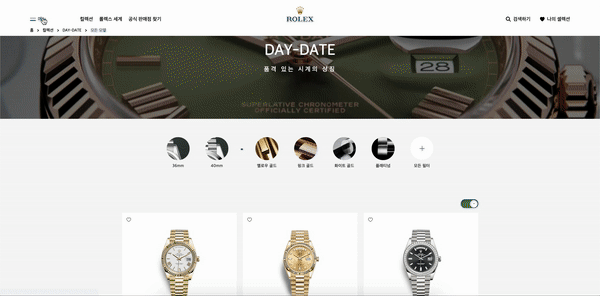 컬렉션 롤렉스 세계 공식 판매점 찾기
ROLEX
검색하기 나의 셀렉션
홈 > 컬렉션 > DAY-DATE > 모든 모델
DAY-DATE
품격 있는 시계의 상징
28
SUPERLATIVE CHRONOMETER
OFFICIALLY CERTIFIED
36mm 40mm 옐로우 골드 핑크 골드 화이트 골드 플래티넘 모든 필터